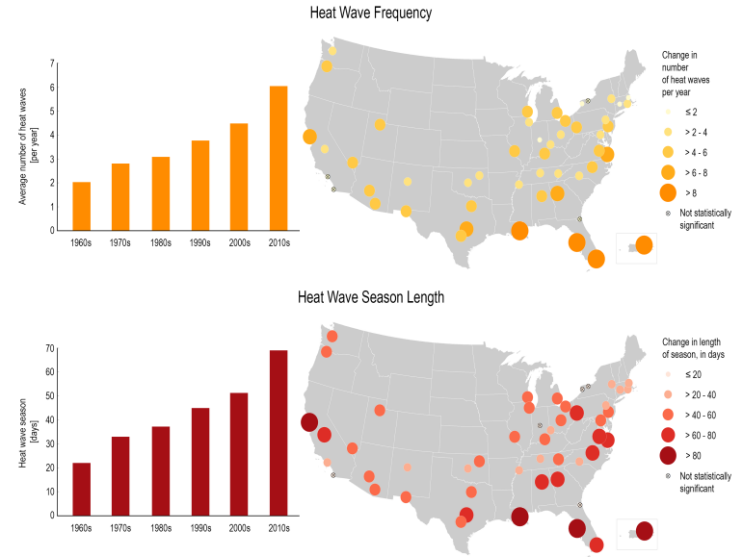 Heat Wave Frequency
Average number of heat waves
[per year]
7
6
5
4
3
2
1
0
1960s 1970s 1980s 1990s 2000s 2010s
Change in
number
of heat waves
per year
≤ 2
> 2 - 4
> 4 - 6
> 6 - 8
> 8
Not statistically
significant
Heat Wave Season Length
Heat wave season
[days]
70
60
50
40
30
20
10
0
1960s 1970s 1980s 1990s 2000s 2010s
Change in length
of season, in days
≤ 20
> 20 - 40
> 40 - 60
> 60 - 80
> 80
Not statistically
significant